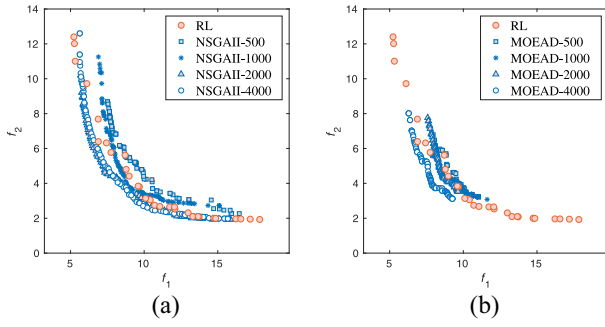 14
12
10
8
6
4
2
0
f2
5
10
15
f1
RL
NSGAII-500
NSGAII-1000
NSGAII-2000
NSGAII-4000
(a)
14
12
10
8
6
4
2
0
f2
5
10
15
f1
RL
MOEAD-500
MOEAD-1000
MOEAD-2000
MOEAD-4000
(b)